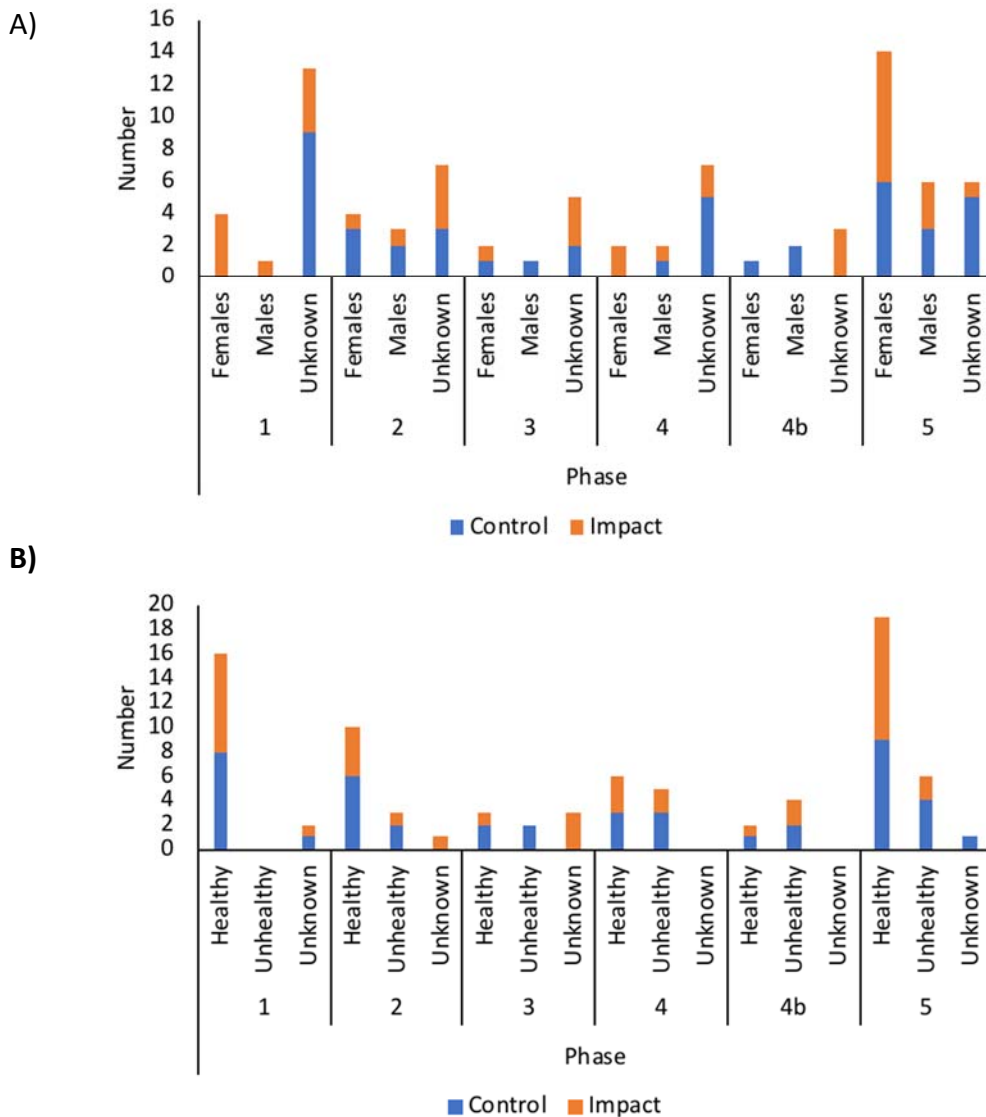 A)
16
14
12
10
8
6
4
2
0
Number
Females
Males
Unknown
Females
Males
Unknown
Females
Males
Unknown
Females
Males
Unknown
Females
Males
Unknown
Females
Males
Unknown
1 2 3 4 4b 5
Phase
Control Impact
B)
20
18
16
14
12
10
8
6
4
2
0
Number
Healthy
Unhealthy
Unknown
Healthy
Unhealthy
Unknown
Healthy
Unhealthy
Unknown
Healthy
Unhealthy
Unknown
Healthy
Unhealthy
Unknown
Healthy
Unhealthy
Unknown
1 2 3 4 4b 5
Phase
Control Impact